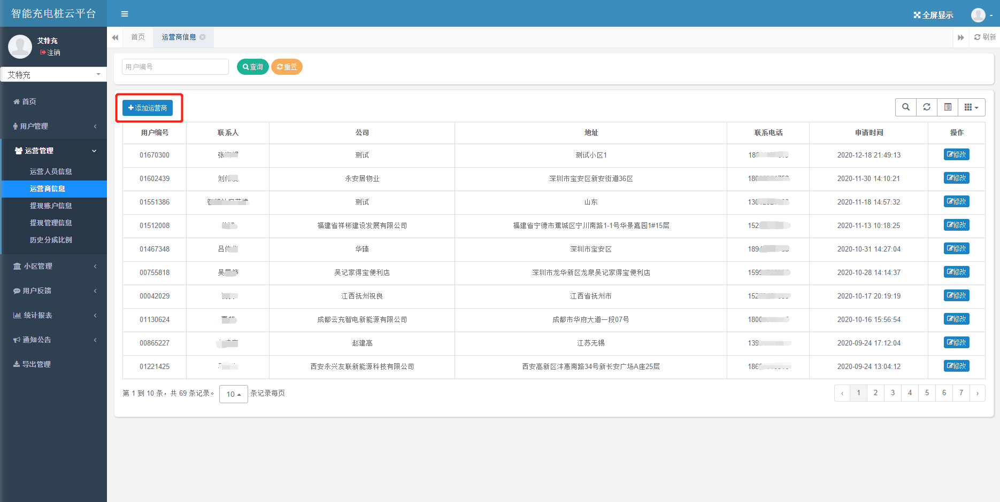 智能充电桩云平台
全屏显示
艾特充
注销
艾特充
首页
用户管理
运营管理
运营人员信息
运营商信息
提现账户信息
提现管理信息
历史分成比例
小区管理
用户反馈
统计报表
通知公告
导出管理
首页 运营商信息 刷新
用户编号 查询 重置
添加运营商
用户编号 联系人 公司 地址 联系电话 申请时间 操作
01670300 张 测试 测试小区1 189 2020-12-18 21:49:13 修改
01602439 刘 永安居物业 深圳市宝安区新安街道36区 180 2020-11-30 14:10:21 修改
01551386 测试 山东 130 2020-11-18 14:57:32 修改
01512008 福建省祥彬建设发展有限公司 福建省宁德市蕉城区宁川南路1-1号华景嘉园1#15层 152 2020-11-13 10:18:25 修改
01467348 吕 华臻 深圳市宝安区 189 2020-10-31 14:27:04 修改
00755818 吴 吴记家得宝便利店 深圳市龙华新区龙泉吴记家得宝便利店 159 2020-10-28 14:14:37 修改
00042029 江西抚州祝良 江西省抚州市 152 2020-10-17 20:19:19 修改
01130624 成都云充智电新能源有限公司 成都市华府大道一段07号 180 2020-10-16 15:56:54 修改
00865227 赵建高 江苏无锡 139 2020-09-24 17:12:04 修改
01221425 西安永兴友联新能源科技有限公司 西安高新区沣惠南路34号新长安广场A座25层 186 2020-09-24 13:04:12 修改
第 1 到 10 条，共 69 条记录。 10 条记录每页 ‹ 1 2 3 4 5 6 7 ›